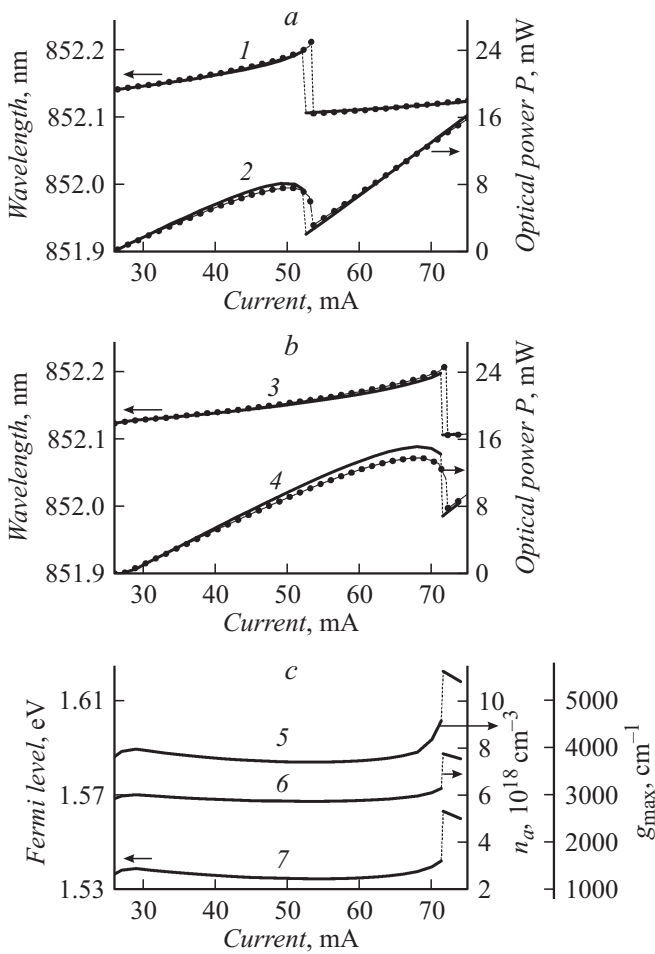 a
852.2
852.1
852.0
851.9
Wavelength, nm
1
2
24
16
8
0
Optical power P, mW
30 40 50 60 70
Current, mA
b
852.2
852.1
852.0
851.9
Wavelength, nm
3
4
24
16
8
0
Optical power P, mW
30 40 50 60 70
Current, mA
c
1.61
1.57
1.53
Fermi level, eV
5
6
7
10
8
6
4
2
nₐ, 10¹⁸ cm⁻³
5000
4000
3000
2000
1000
gmax, cm⁻¹
30 40 50 60 70
Current, mA